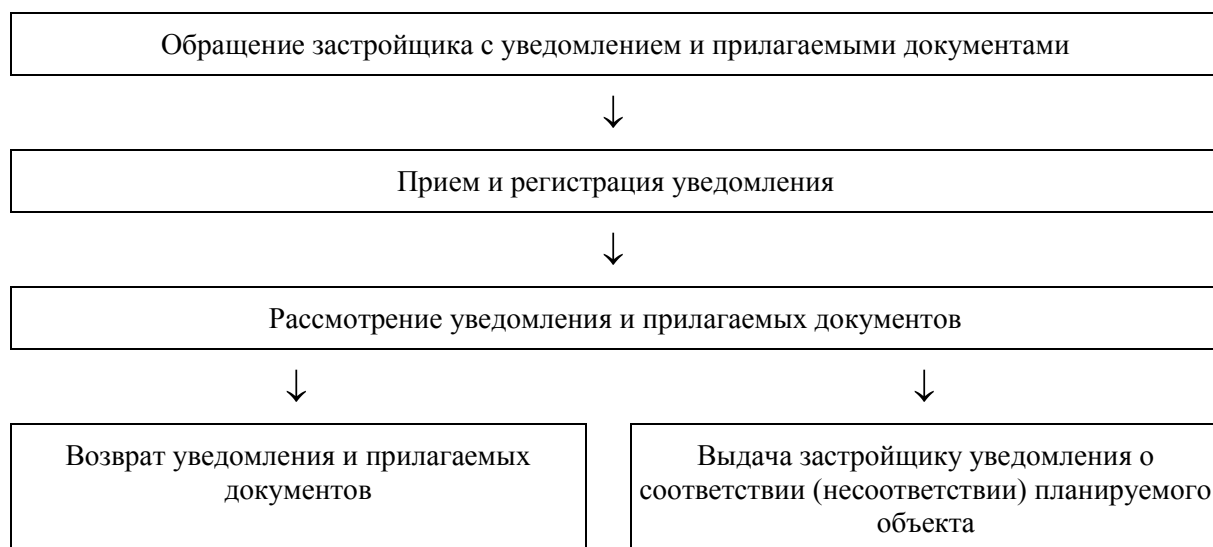 Обращение застройщика с уведомлением и прилагаемыми документами
↓
Прием и регистрация уведомления
↓
Рассмотрение уведомления и прилагаемых документов
↓ ↓
Возврат уведомления и прилагаемых
документов
Выдача застройщику уведомления о
соответствии (несоответствии) планируемого
объекта